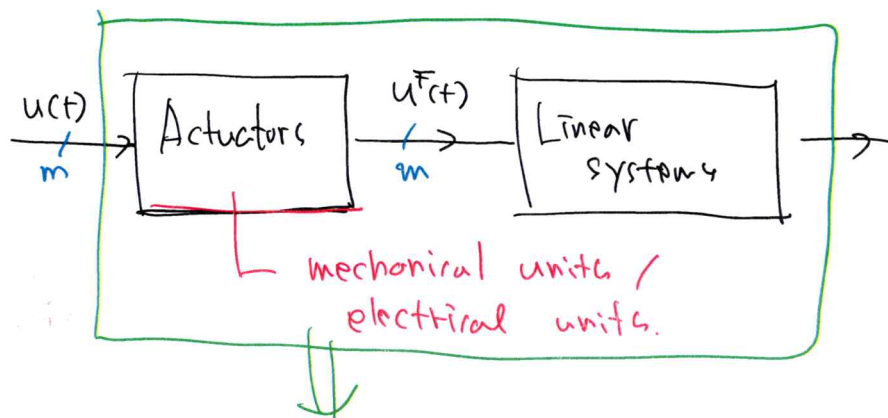 u(t)
m
Actuators
u^F(t)
m
Linear
systems
mechanical units /
electrical units.